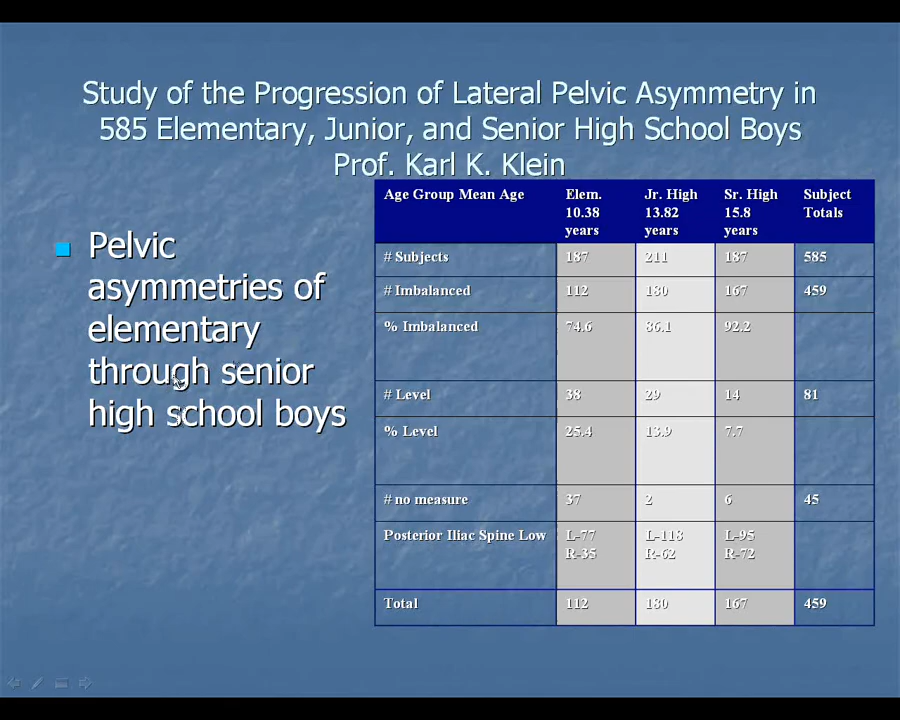 Study of the Progression of Lateral Pelvic Asymmetry in
585 Elementary, Junior, and Senior High School Boys
Prof. Karl K. Klein
Pelvic
asymmetries of
elementary
through senior
high school boys
Age Group Mean Age Elem. 10.38 years Jr. High 13.82 years Sr. High 15.8 years Subject Totals
# Subjects 187 211 187 585
# Imbalanced 112 180 167 459
% Imbalanced 74.6 86.1 92.2
# Level 38 29 14 81
% Level 25.4 13.9 7.7
# no measure 37 2 6 45
Posterior Iliac Spine Low L-77 L-118 L-95
R-35 R-62 R-72
Total 112 180 167 459